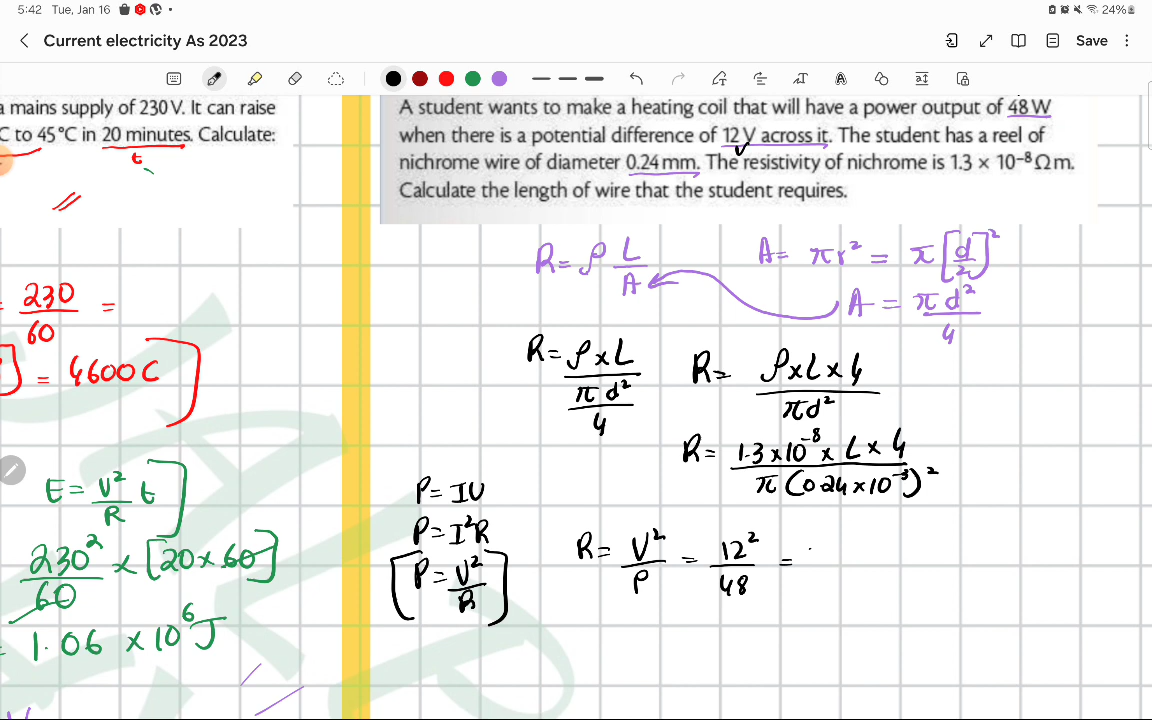 5:42 Tue, Jan 16
24%
Current electricity As 2023
Save
a mains supply of 230 V. It can raise
C to 45 °C in 20 minutes. Calculate:
t
= 230/60 =
= 4600 C
E = V²/R t
230²/60 × [20 × 60]
= 1.06 × 10⁶ J
A student wants to make a heating coil that will have a power output of 48 W
when there is a potential difference of 12 V across it. The student has a reel of
nichrome wire of diameter 0.24 mm. The resistivity of nichrome is 1.3 × 10⁻⁸ Ω m.
Calculate the length of wire that the student requires.
V
R = ρ L/A
A = πr² = π[d/2]²
A = πd²/4
R = ρ × L / (πd²/4)
R = ρ × L × 4 / πd²
R = 1.3 × 10⁻⁸ × L × 4 / π(0.24 × 10⁻³)²
P = IV
P = I²R
[P = V²/R]
R = V²/P = 12²/48 =